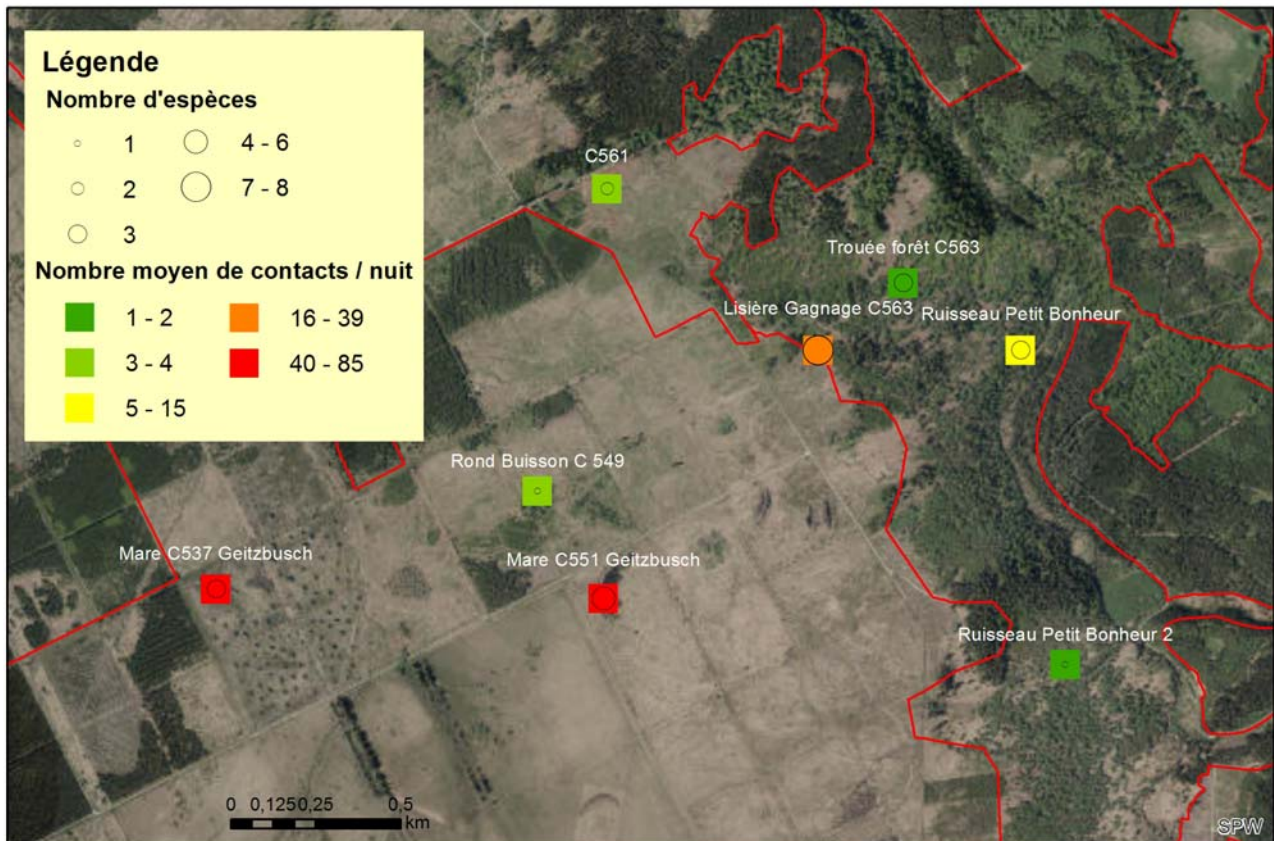 Légende
Nombre d'espèces
1 4 - 6
2 7 - 8
3
Nombre moyen de contacts / nuit
1 - 2 16 - 39
3 - 4 40 - 85
5 - 15
C561
Trouée forêt C563
Lisière Gagnage C563 Ruisseau Petit Bonheur
Rond Buisson C 549
Mare C537 Geitzbusch
Mare C551 Geitzbusch
Ruisseau Petit Bonheur 2
0 0,125 0,25 0,5
km
SPW